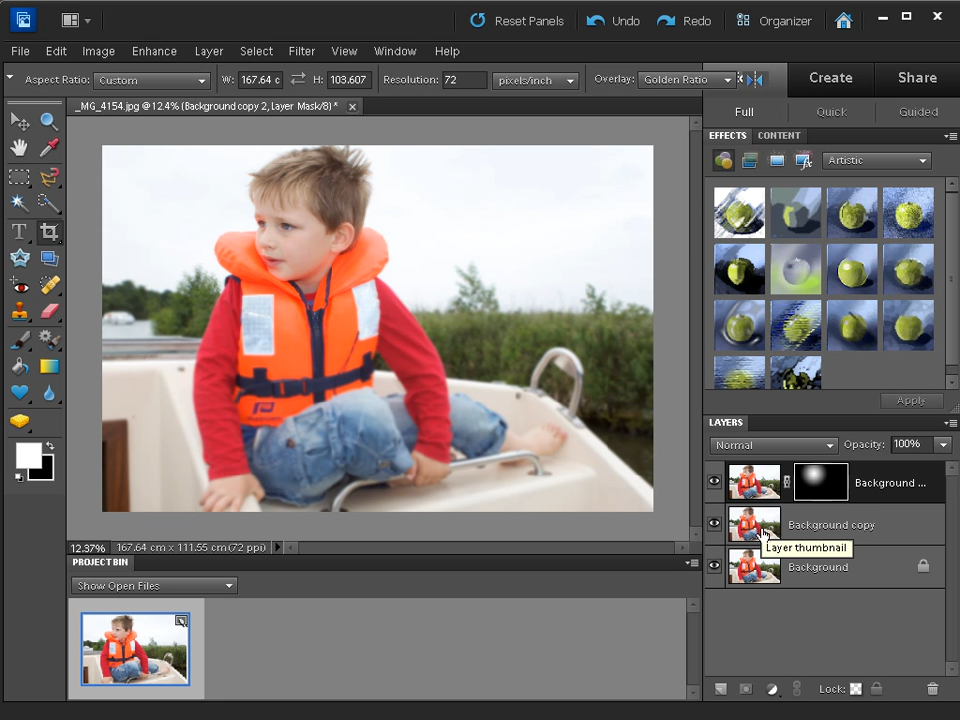 Reset Panels Undo Redo Organizer
File Edit Image Enhance Layer Select Filter View Window Help
Aspect Ratio: Custom W: 167.64 c H: 103.607 Resolution: 72 pixels/inch Overlay: Golden Ratio
Create Share
_MG_4154.jpg @ 12.4% (Background copy 2, Layer Mask/8) *
Full Quick Guided
EFFECTS CONTENT
Artistic
Apply
LAYERS
Normal Opacity: 100%
Background ...
Background copy
Layer thumbnail
Background
12.37% 167.64 cm x 111.55 cm (72 ppi)
PROJECT BIN
Show Open Files
Lock: